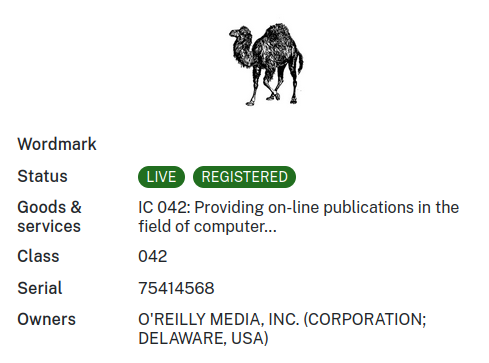 Wordmark
Status LIVE REGISTERED
Goods & services IC 042: Providing on-line publications in the field of computer...
Class 042
Serial 75414568
Owners O'REILLY MEDIA, INC. (CORPORATION; DELAWARE, USA)